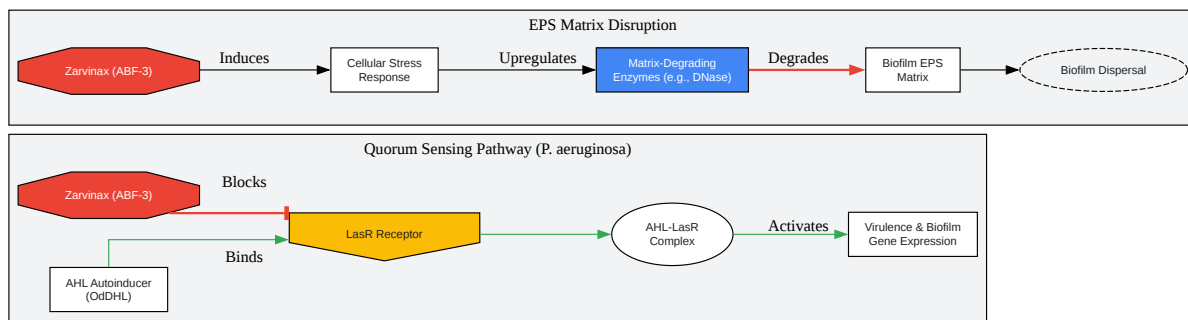 EPS Matrix Disruption
Zarvinax (ABF-3)
Induces
Cellular Stress
Response
Upregulates
Matrix-Degrading
Enzymes (e.g., DNase)
Degrades
Biofilm EPS
Matrix
Biofilm Dispersal
Quorum Sensing Pathway (P. aeruginosa)
Zarvinax (ABF-3)
Blocks
AHL Autoinducer
(OdDHL)
Binds
LasR Receptor
AHL-LasR
Complex
Activates
Virulence & Biofilm
Gene Expression